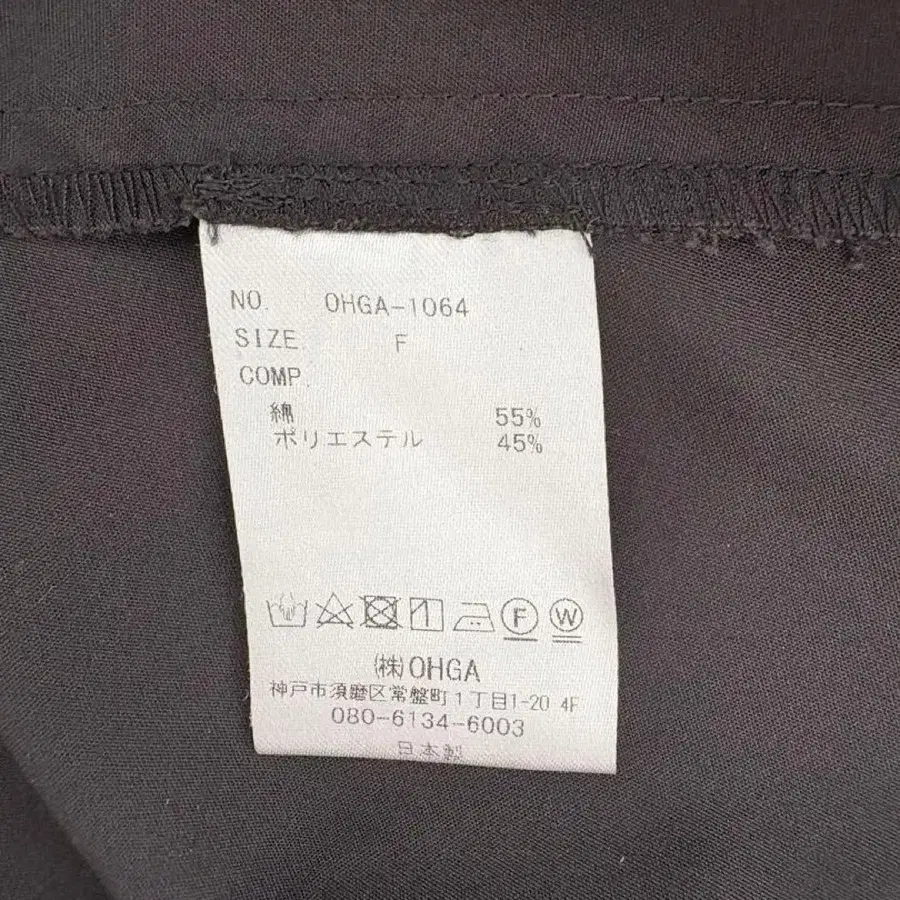 NO. OHGA-1064
SIZE. F
COMP.
綿 55%
ポリエステル 45%
F W
(株)OHGA
神戸市須磨区常盤町1丁目1-20 4F
080-6134-6003
日本製